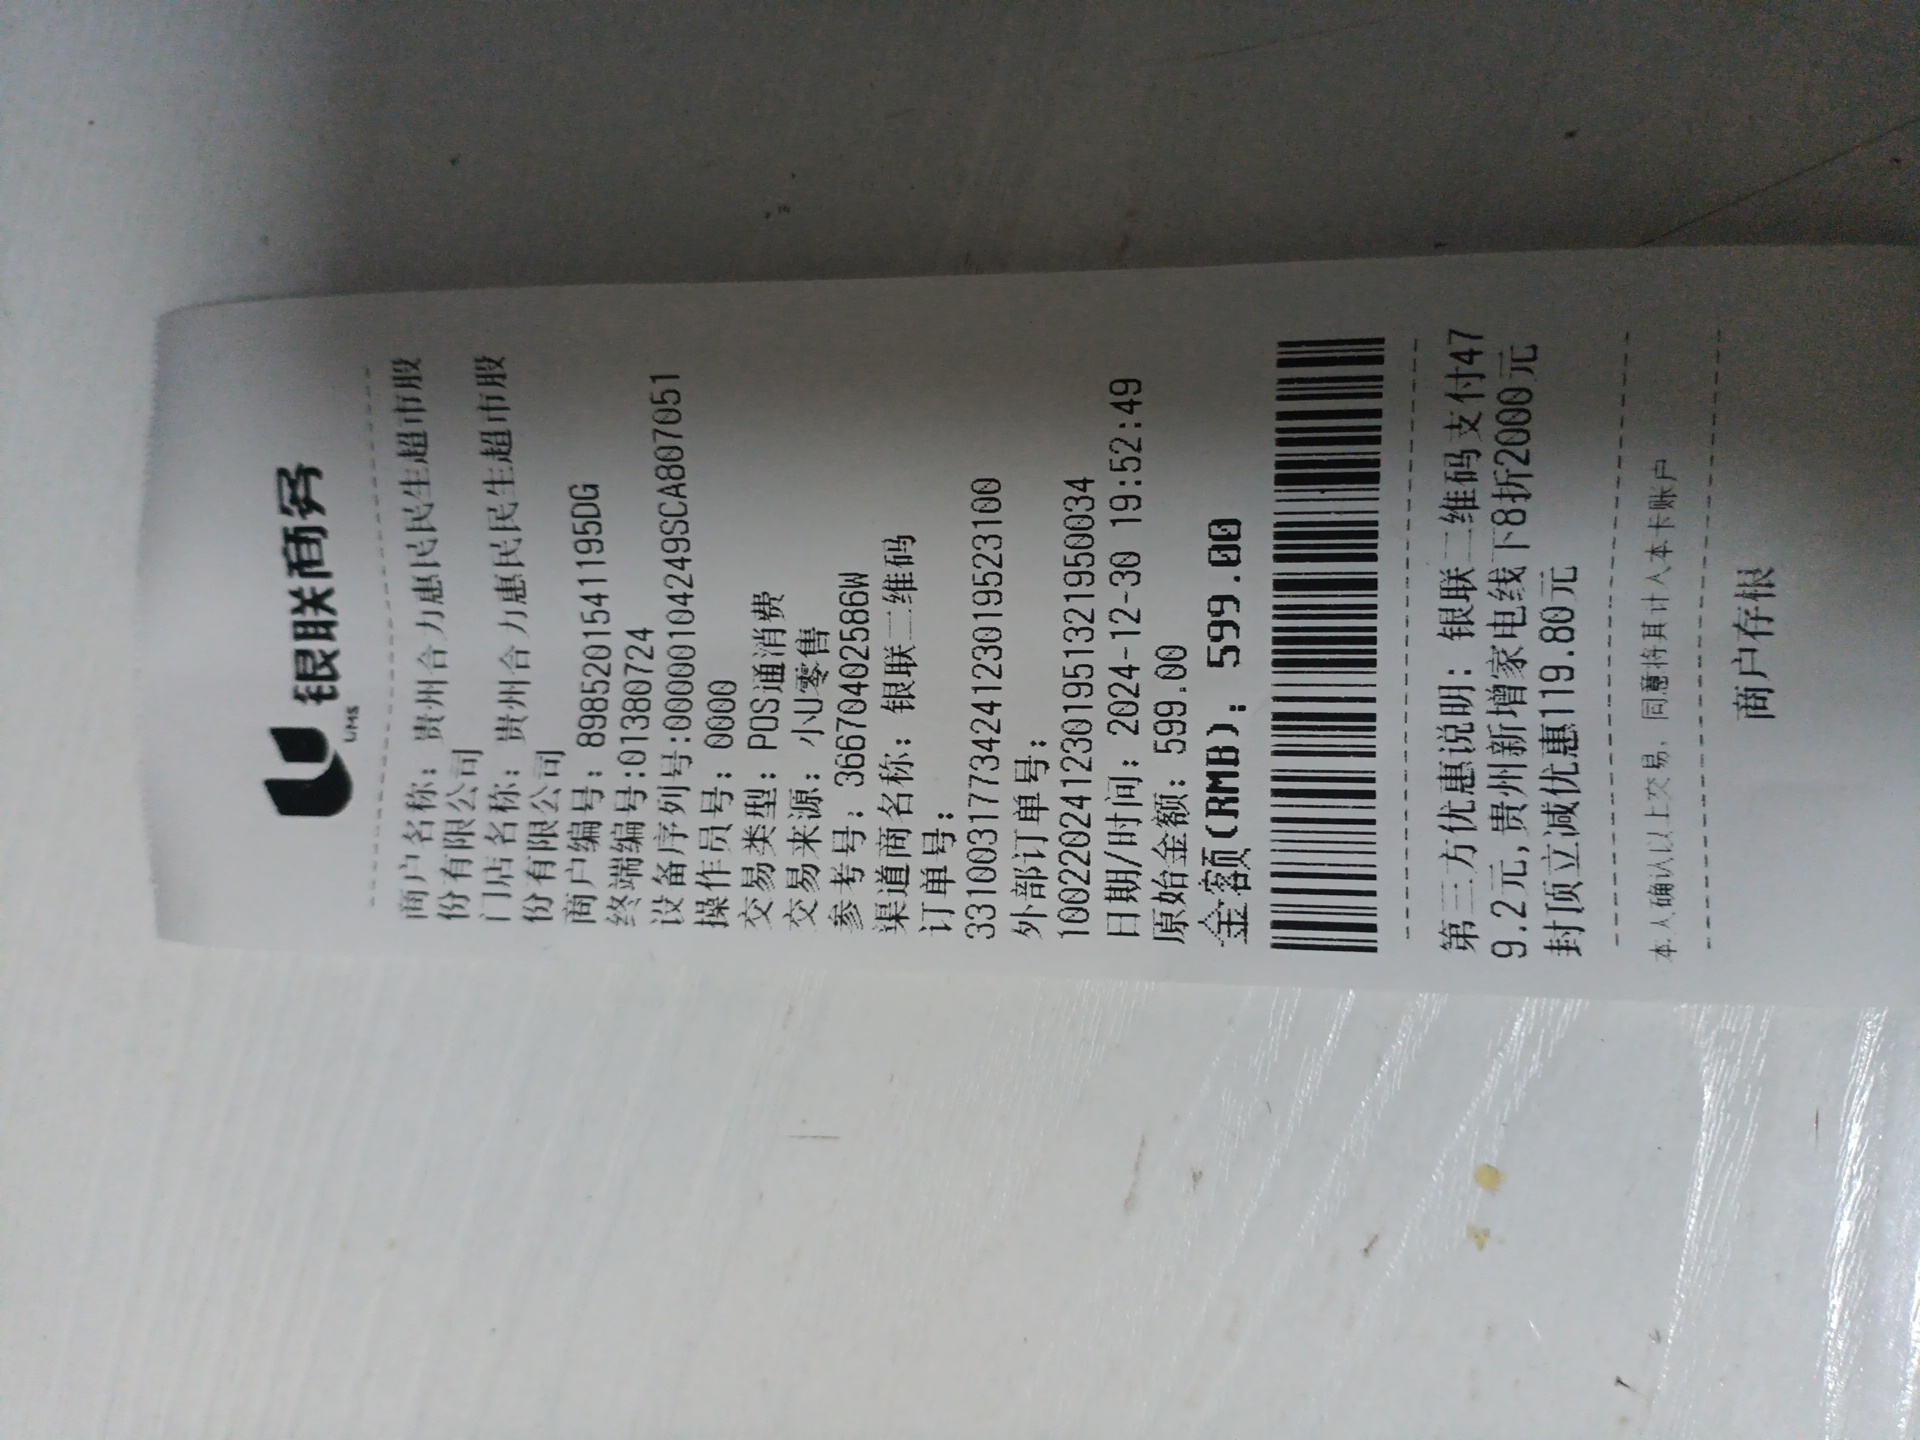 银联商务
UMS
商户名称：贵州合力惠民民生超市股
份有限公司
门店名称：贵州合力惠民民生超市股
份有限公司
商户编号：8985201541195DG
终端编号:01380724
设备序列号:0000010424​9SCA807051
操作员号：0000
交易类型：POS通消费
交易来源：小U零售
参考号：36670402586W
渠道商名称：银联二维码
订单号：
33100317734241230195231​00
外部订单号：
1002202412301951321950034
日期/时间：2024-12-30 19:52:49
原始金额：599.00
金额(RMB)：599.00
第三方优惠说明：银联二维码支付47
9.2元,贵州新增家电线下8折2000元
封顶立减优惠119.80元
本人确认以上交易，同意将其计入本卡账户
商户存根